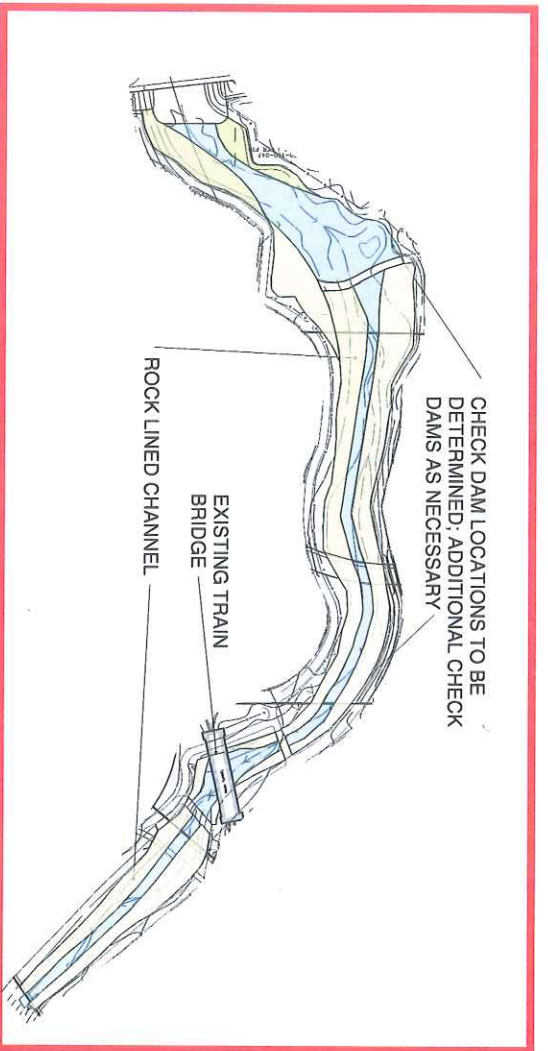 CHECK DAM LOCATIONS TO BE
DETERMINED; ADDITIONAL CHECK
DAMS AS NECESSARY
EXISTING TRAIN
BRIDGE
ROCK LINED CHANNEL